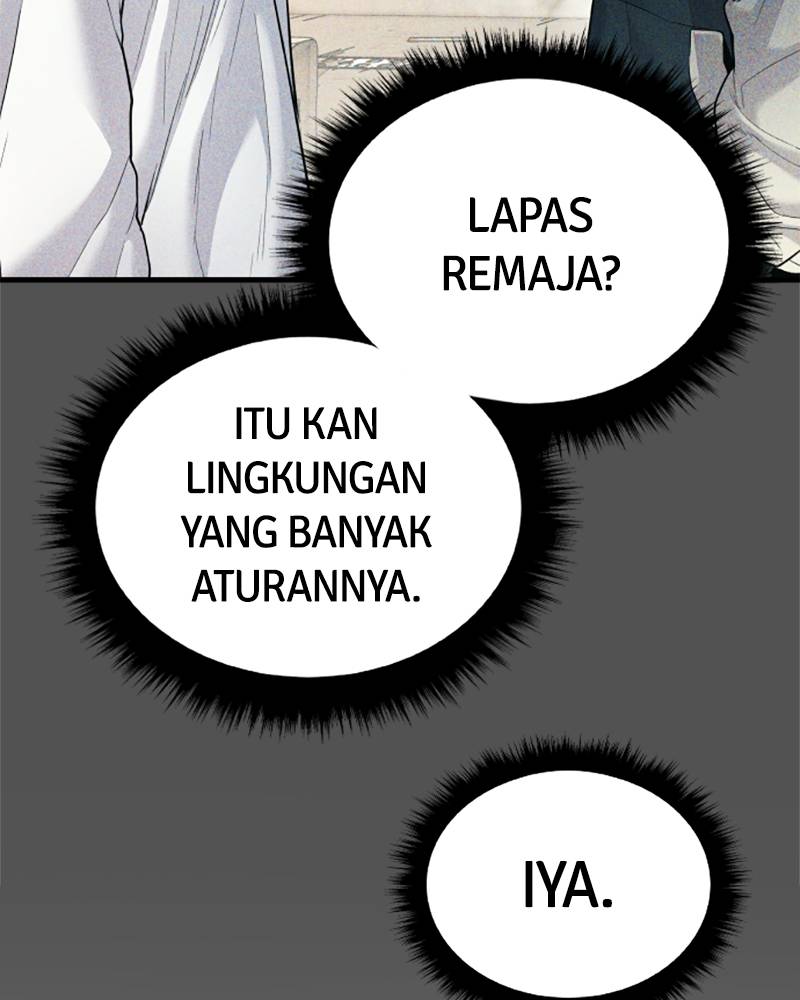 LAPAS
REMAJA?
ITU KAN
LINGKUNGAN
YANG BANYAK
ATURANNYA.
IYA.